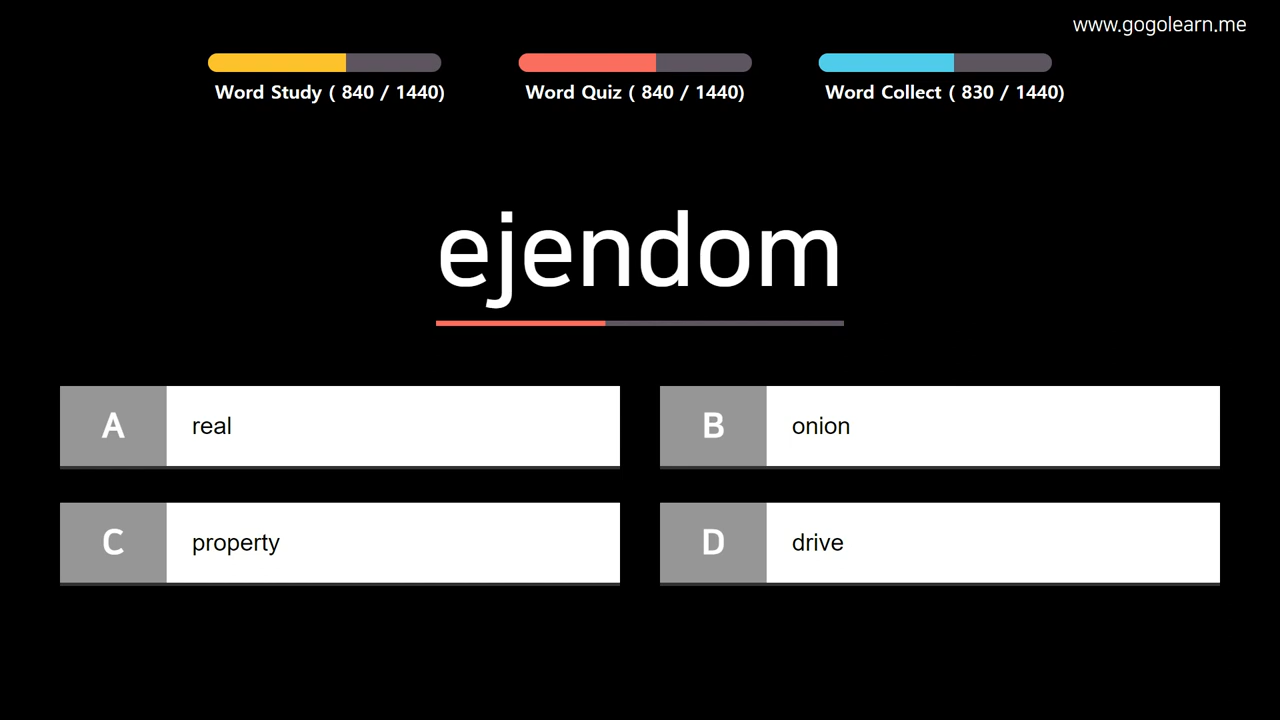 www.gogolearn.me
Word Study ( 840 / 1440)
Word Quiz ( 840 / 1440)
Word Collect ( 830 / 1440)
ejendom
A real
B onion
C property
D drive